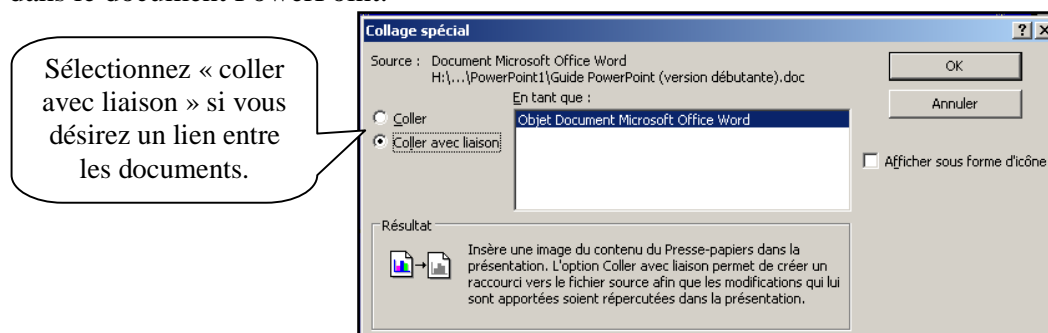 dans le document PowerPoint.
Sélectionnez « coller
avec liaison » si vous
désirez un lien entre
les documents.
Collage spécial
Source : Document Microsoft Office Word
H:\...\PowerPoint1\Guide PowerPoint (version débutante).doc
En tant que :
Coller
Coller avec liaison
Objet Document Microsoft Office Word
OK
Annuler
Afficher sous forme d'icône
Résultat
Insère une image du contenu du Presse-papiers dans la
présentation. L'option Coller avec liaison permet de créer un
raccourci vers le fichier source afin que les modifications qui lui
sont apportées soient répercutées dans la présentation.